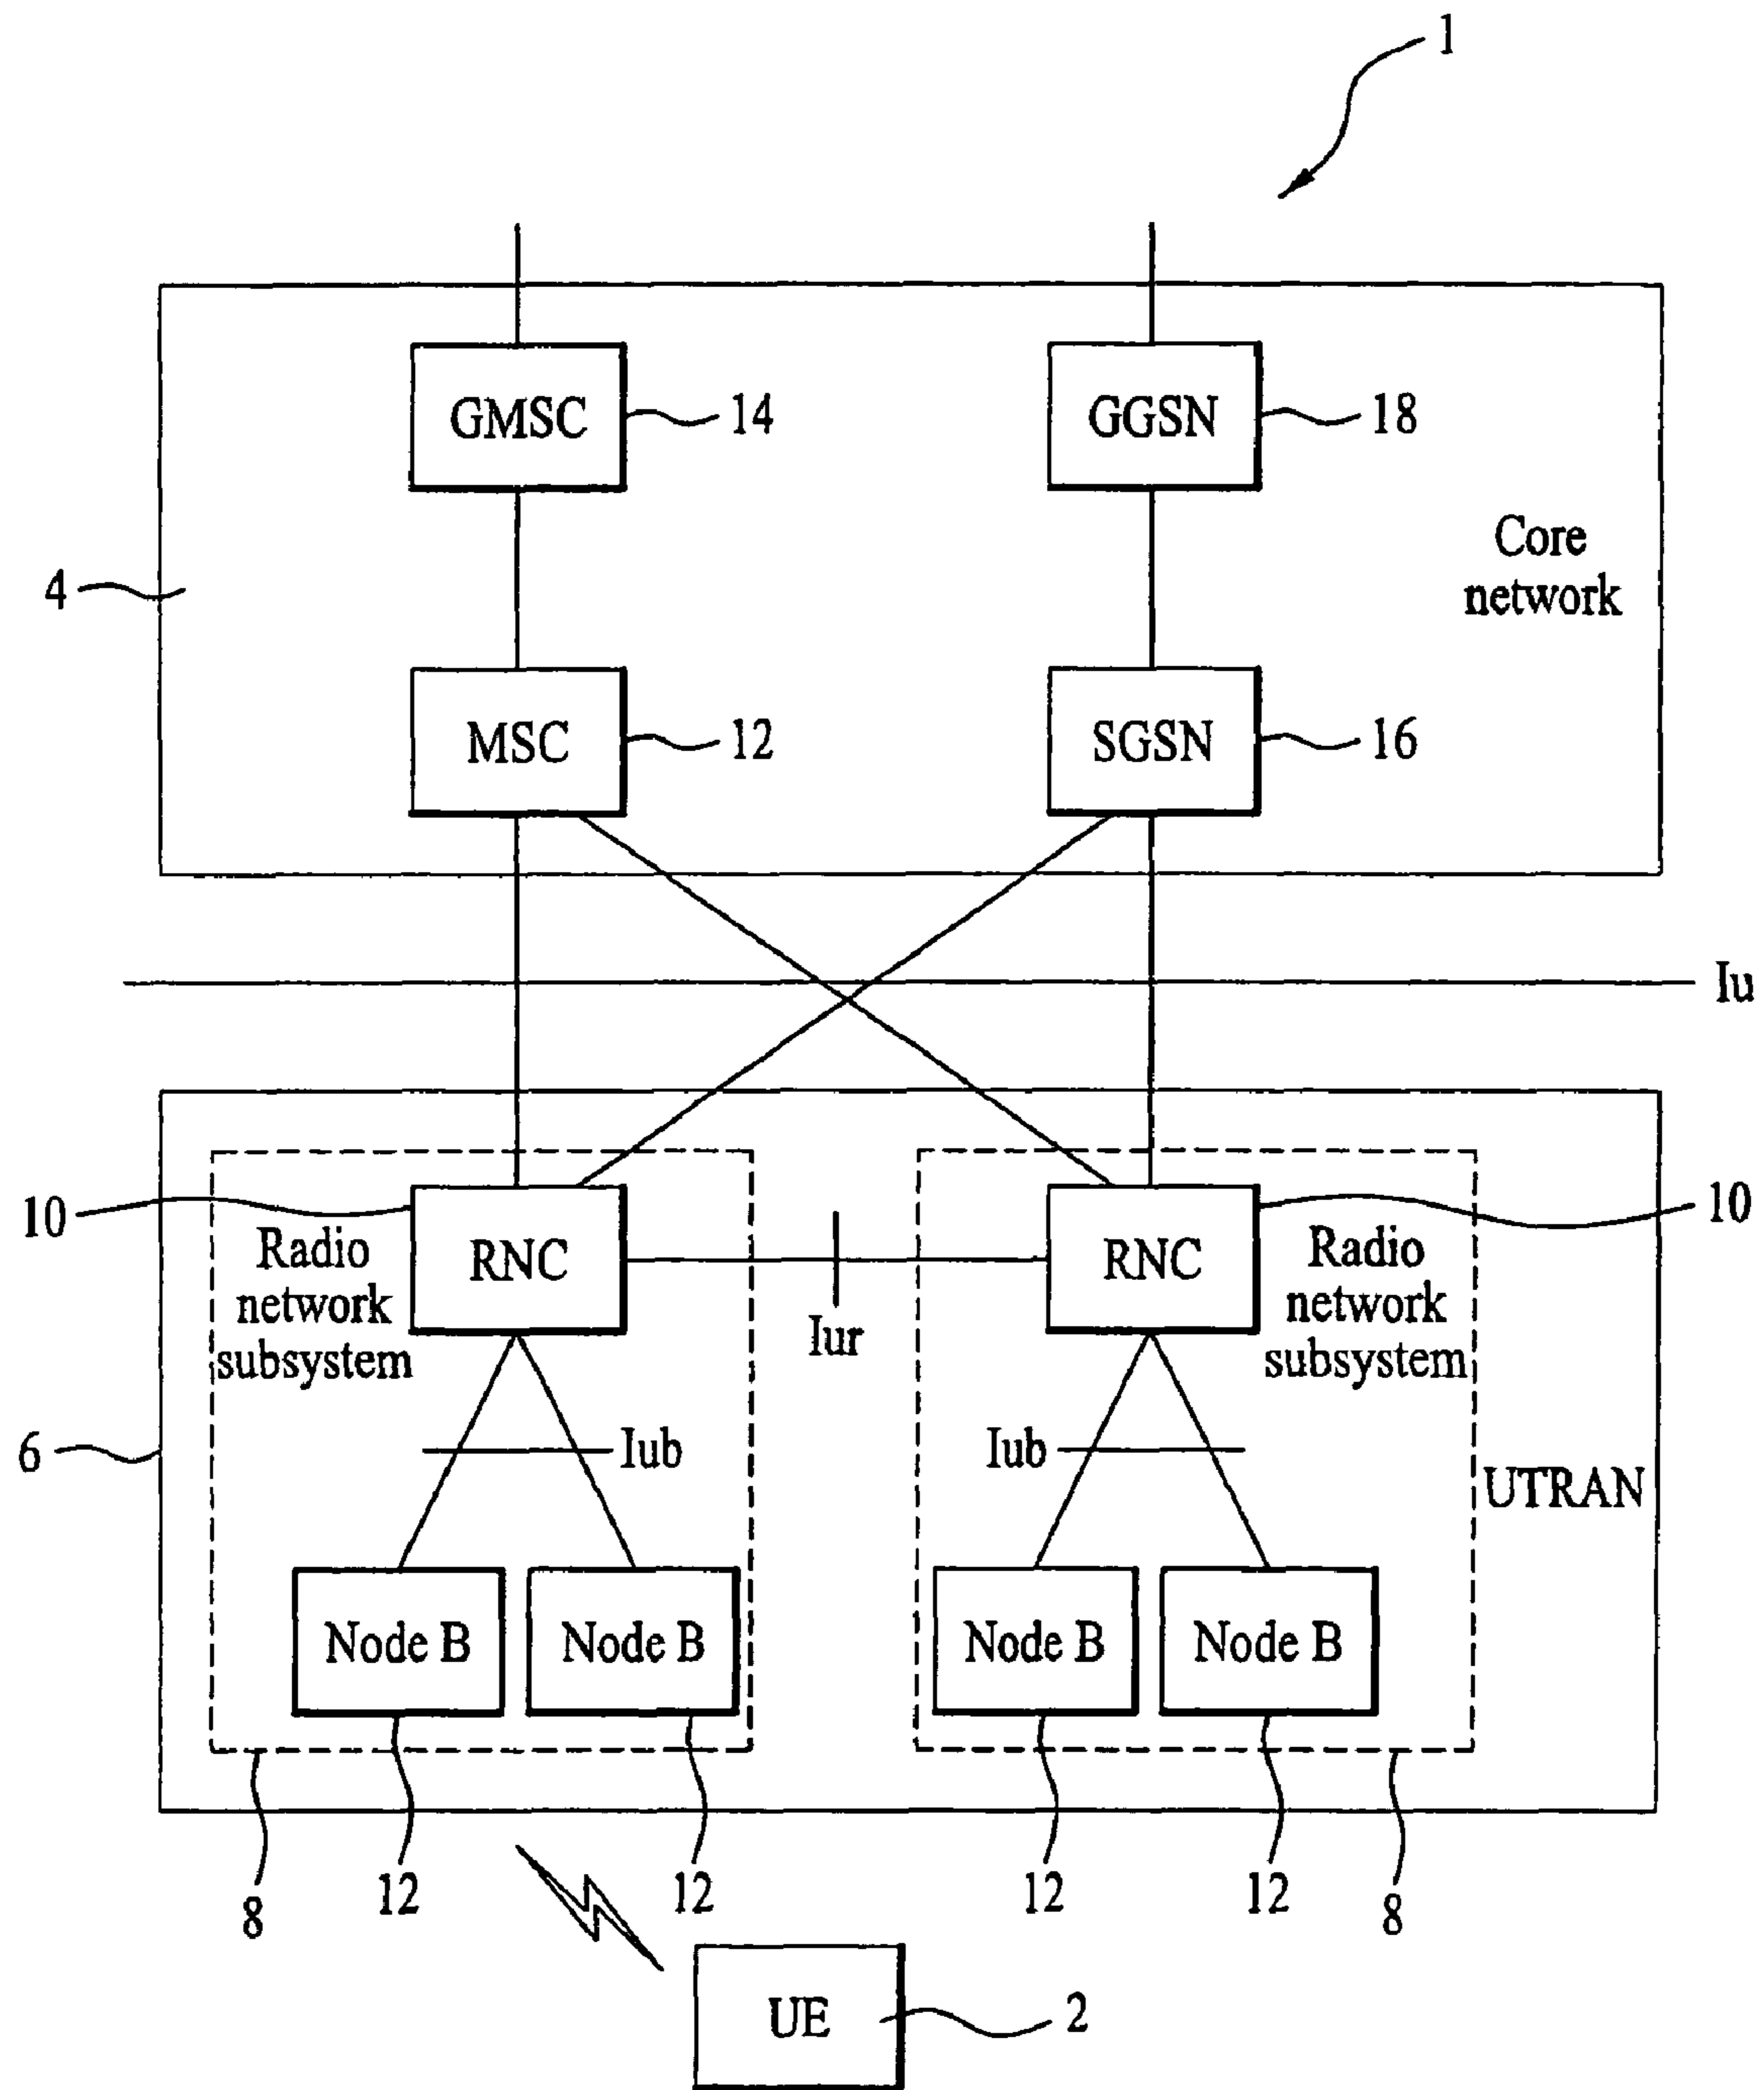 1
GMSC
14
GGSN
18
Core
network
4
MSC
12
SGSN
16
Iu
10
RNC
Radio
network
subsystem
Iur
RNC
10
Radio
network
subsystem
6
Iub
Iub
UTRAN
Node B
Node B
Node B
Node B
8
12
12
12
12
8
UE
2